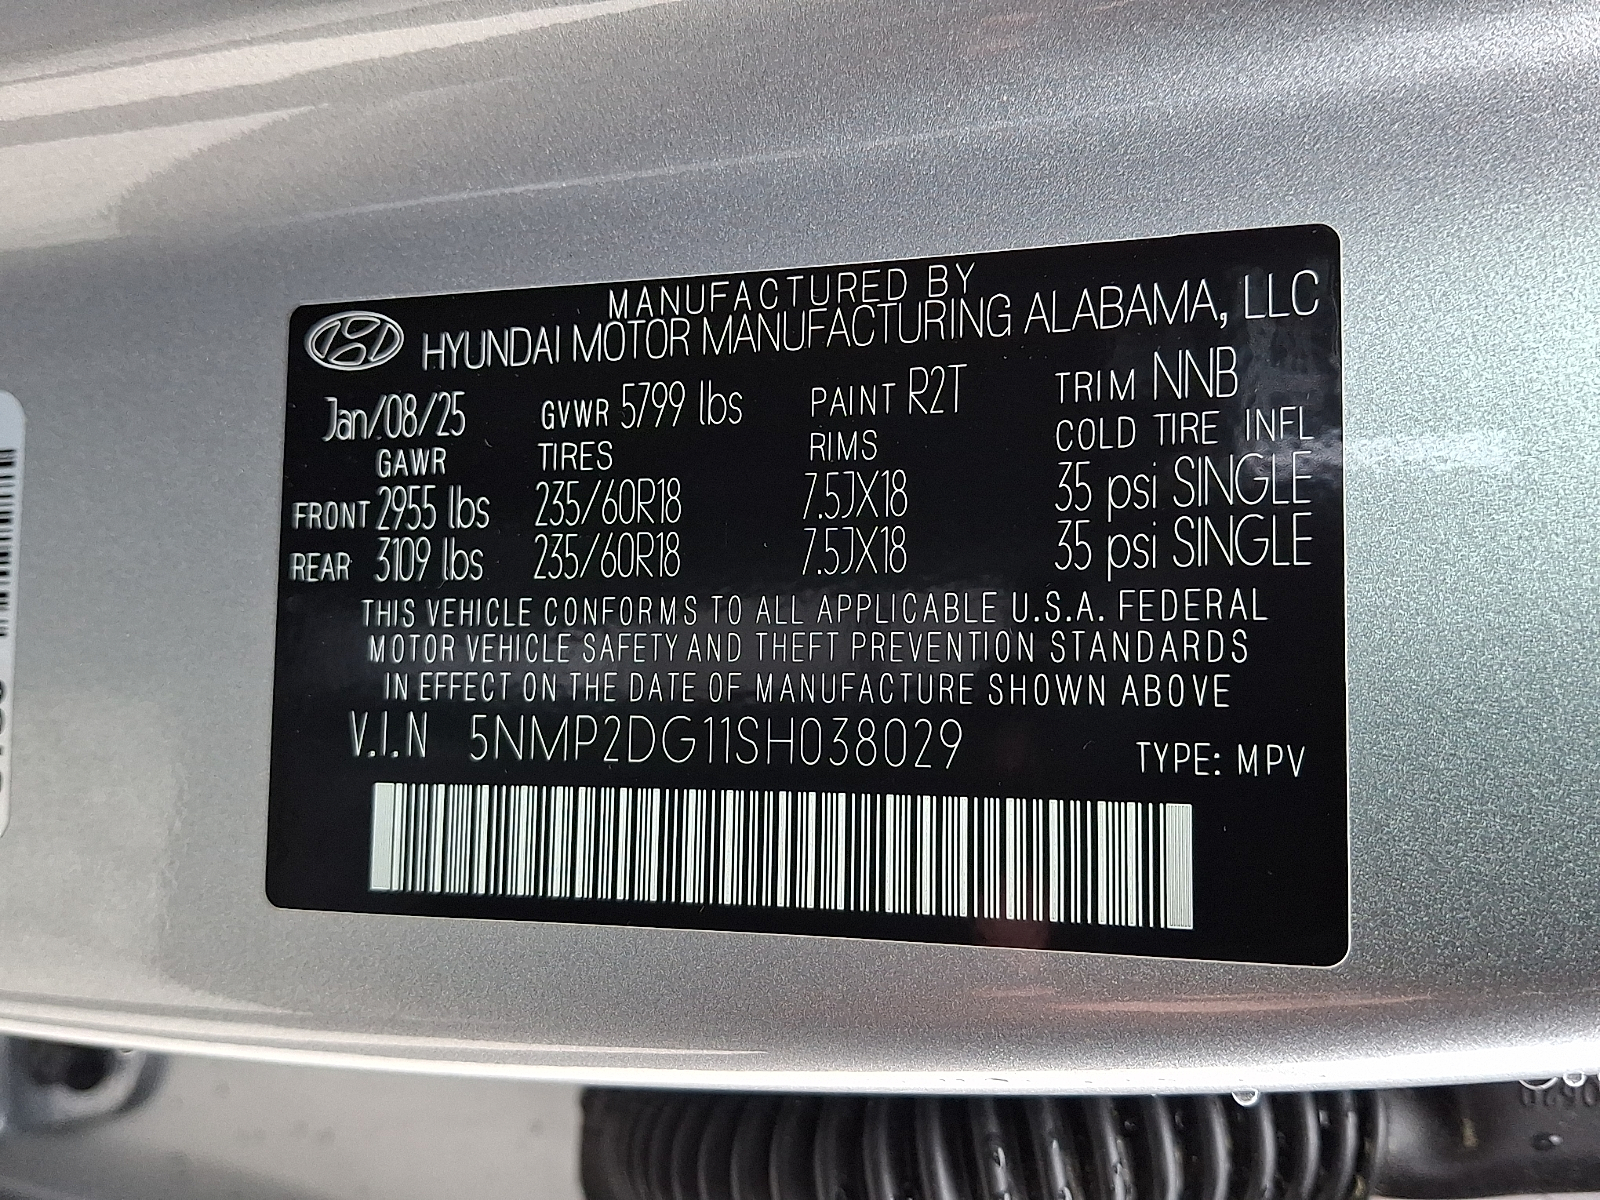 MANUFACTURED BY
HYUNDAI MOTOR MANUFACTURING ALABAMA, LLC
Jan/08/25 GVWR 5799 lbs PAINT R2T TRIM NNB
GAWR TIRES RIMS COLD TIRE INFL
FRONT 2955 lbs 235/60R18 7.5JX18 35 psi SINGLE
REAR 3109 lbs 235/60R18 7.5JX18 35 psi SINGLE
THIS VEHICLE CONFORMS TO ALL APPLICABLE U.S.A. FEDERAL
MOTOR VEHICLE SAFETY AND THEFT PREVENTION STANDARDS
IN EFFECT ON THE DATE OF MANUFACTURE SHOWN ABOVE
V.I.N 5NMP2DG11SH038029 TYPE: MPV